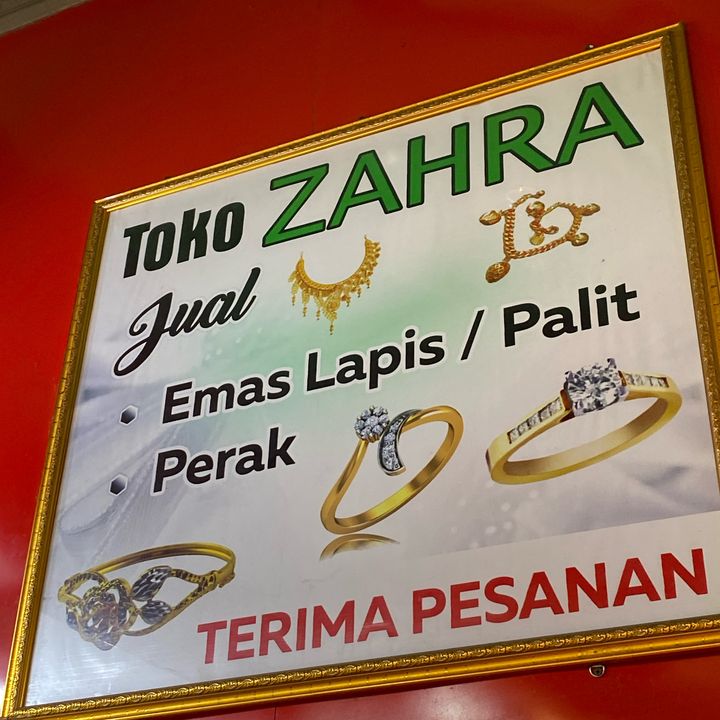 Toko ZAHRA
Jual
• Emas Lapis / Palit
• Perak
TERIMA PESANAN